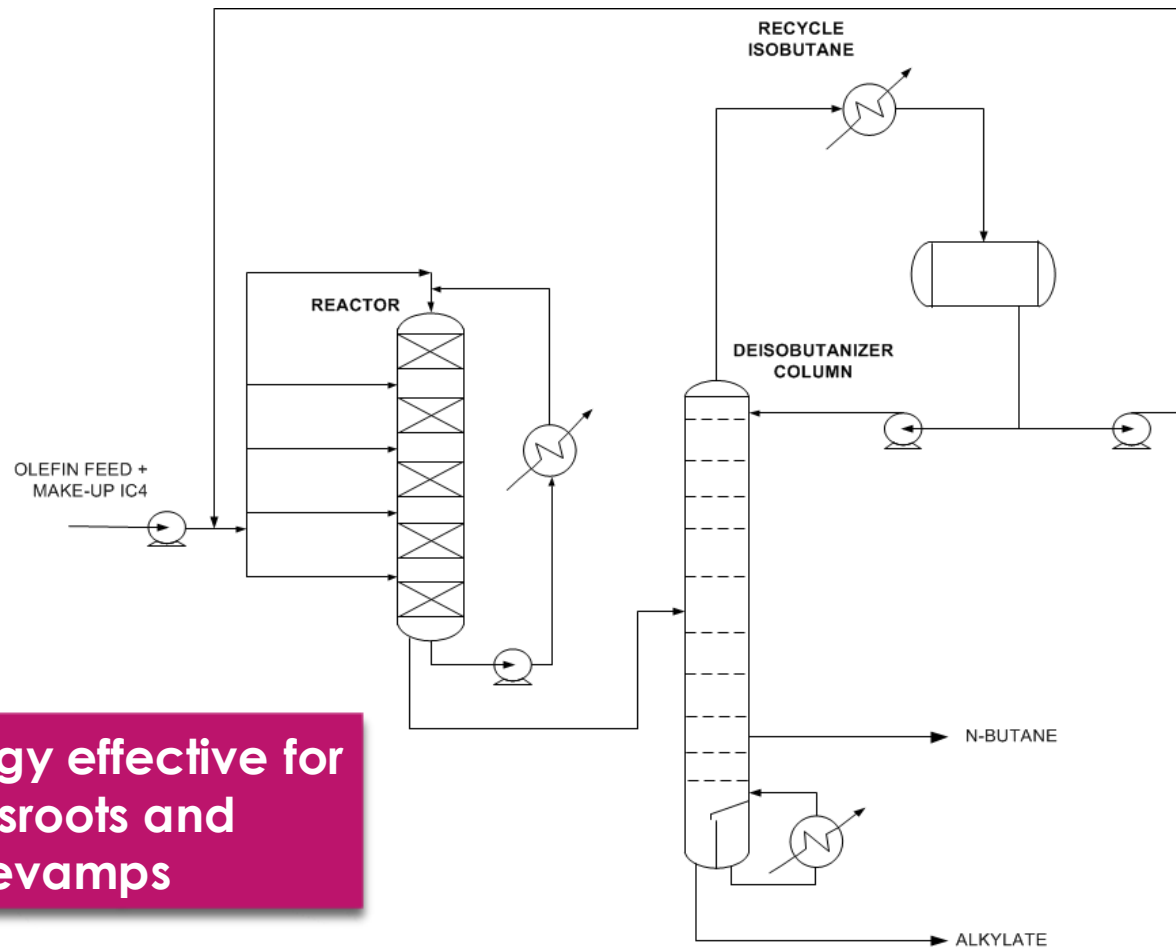 RECYCLE
ISOBUTANE
REACTOR
DEISOBUTANIZER
COLUMN
OLEFIN FEED +
MAKE-UP IC4
N-BUTANE
gy effective for
sroots and
evamps
ALKYLATE